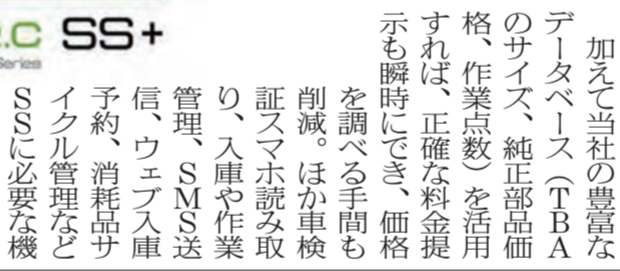 .c SS+
Series
加えて当社の豊富な
データベース（TBA
のサイズ、純正部品価
格、作業点数）を活用
すれば、正確な料金提
示も瞬時にでき、価格
を調べる手間も
削減。ほか車検
証スマホ読み取
り、入庫や作業
管理、SMS送
信、ウェブ入庫
予約、消耗品サ
イクル管理など
SSに必要な機